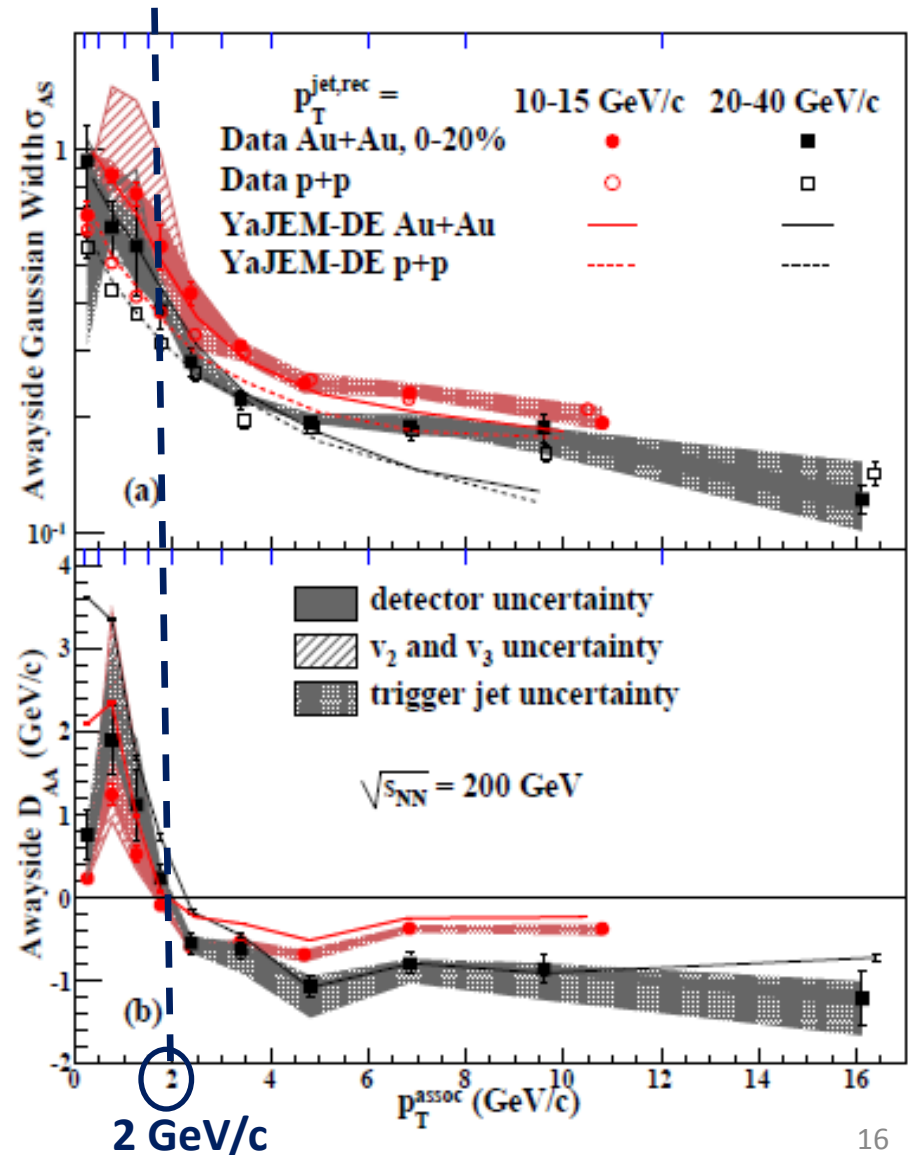 p_T^jet,rec = 10-15 GeV/c 20-40 GeV/c
Data Au+Au, 0-20%
Data p+p
YaJEM-DE Au+Au
YaJEM-DE p+p
Awayside Gaussian Width σ_AS
1
10^-1
(a)
detector uncertainty
v_2 and v_3 uncertainty
trigger jet uncertainty
√s_NN = 200 GeV
Awayside D_AA (GeV/c)
4
3
2
1
0
-1
-2
(b)
0 2 4 6 8 10 12 14 16
p_T^assoc (GeV/c)
2 GeV/c
16